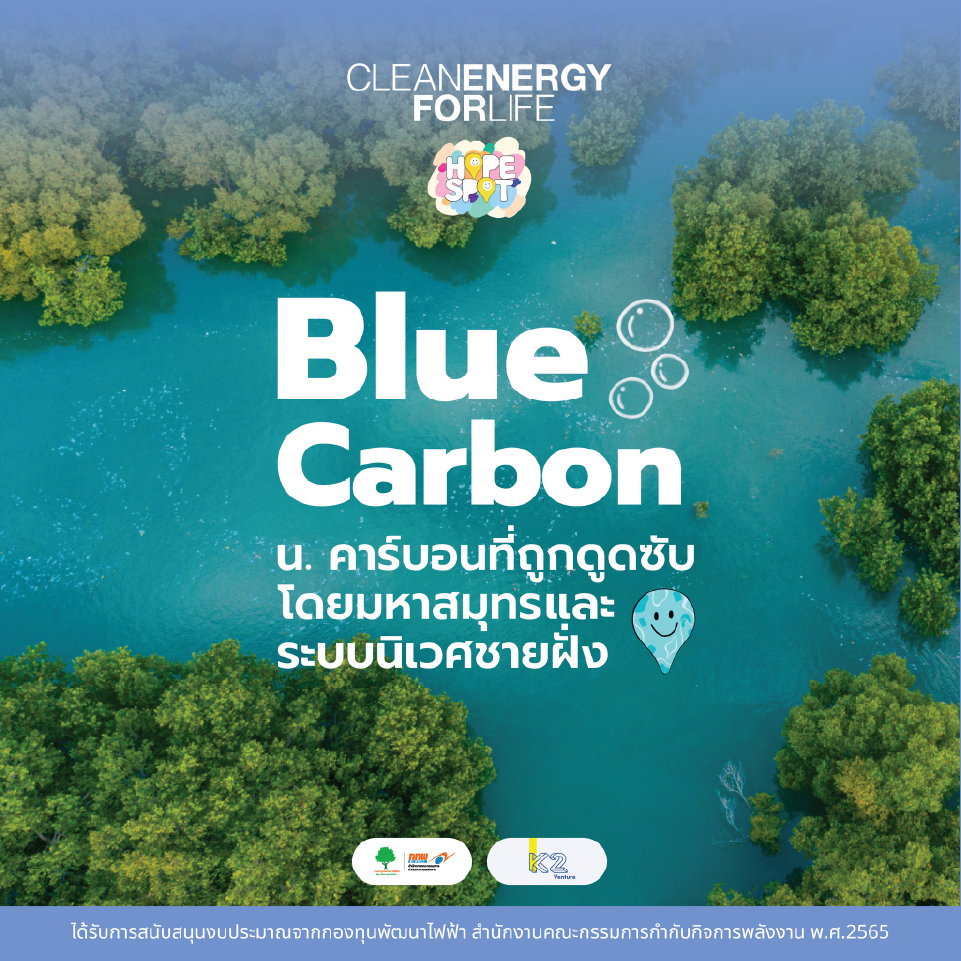 CLEANENERGY
FORLIFE
HOPE
SPOT
Blue
Carbon
น. คาร์บอนที่ถูกดูดซับ
โดยมหาสมุทรและ
ระบบนิเวศชายฝั่ง
กกพ
K2
Venture
ได้รับการสนับสนุนงบประมาณจากกองทุนพัฒนาไฟฟ้า สำนักงานคณะกรรมการกำกับกิจการพลังงาน พ.ศ.2565